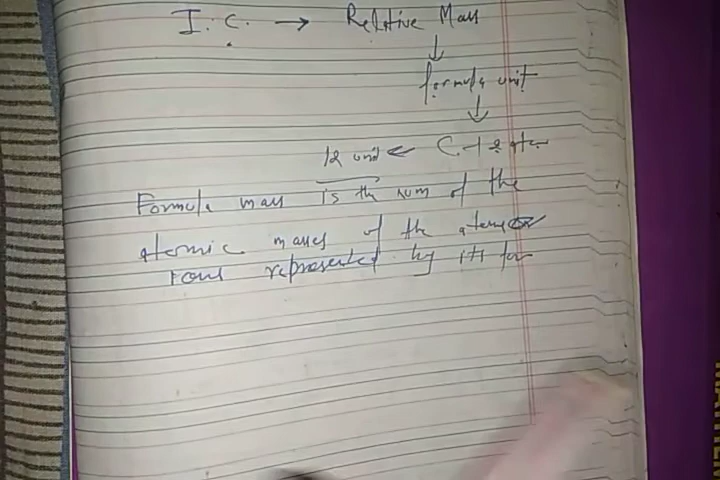 I.C. → Relative Mass
↓
formula unit
↓
12 unit ← C-12 atom
Formula mass is the sum of the
atomic masses of the atoms or
ions represented by its for